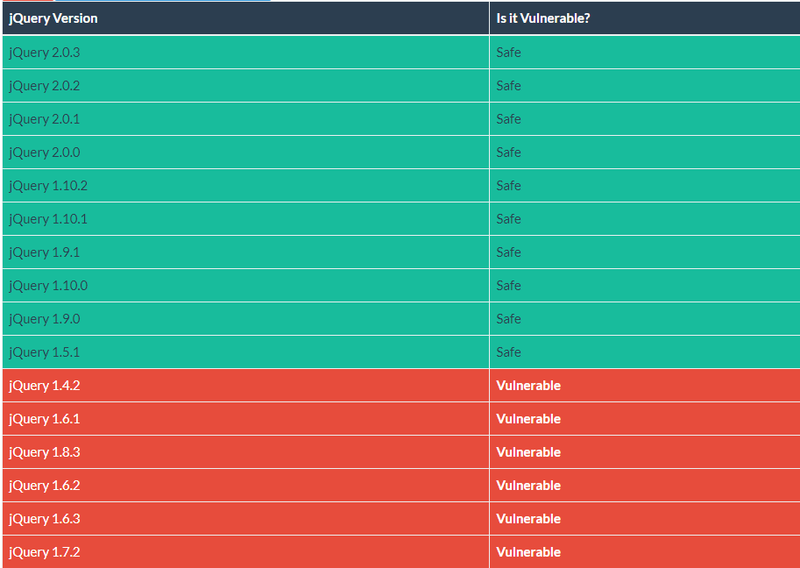 jQuery Version Is it Vulnerable?
jQuery 2.0.3 Safe
jQuery 2.0.2 Safe
jQuery 2.0.1 Safe
jQuery 2.0.0 Safe
jQuery 1.10.2 Safe
jQuery 1.10.1 Safe
jQuery 1.9.1 Safe
jQuery 1.10.0 Safe
jQuery 1.9.0 Safe
jQuery 1.5.1 Safe
jQuery 1.4.2 Vulnerable
jQuery 1.6.1 Vulnerable
jQuery 1.8.3 Vulnerable
jQuery 1.6.2 Vulnerable
jQuery 1.6.3 Vulnerable
jQuery 1.7.2 Vulnerable